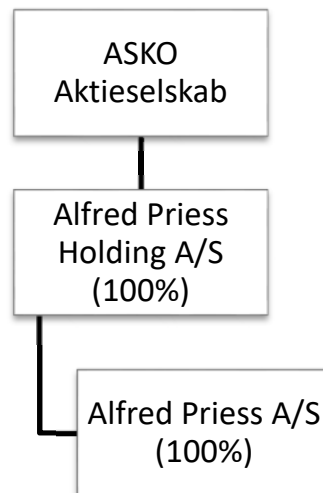 ASKO
Aktieselskab
Alfred Priess
Holding A/S
(100%)
Alfred Priess A/S
(100%)